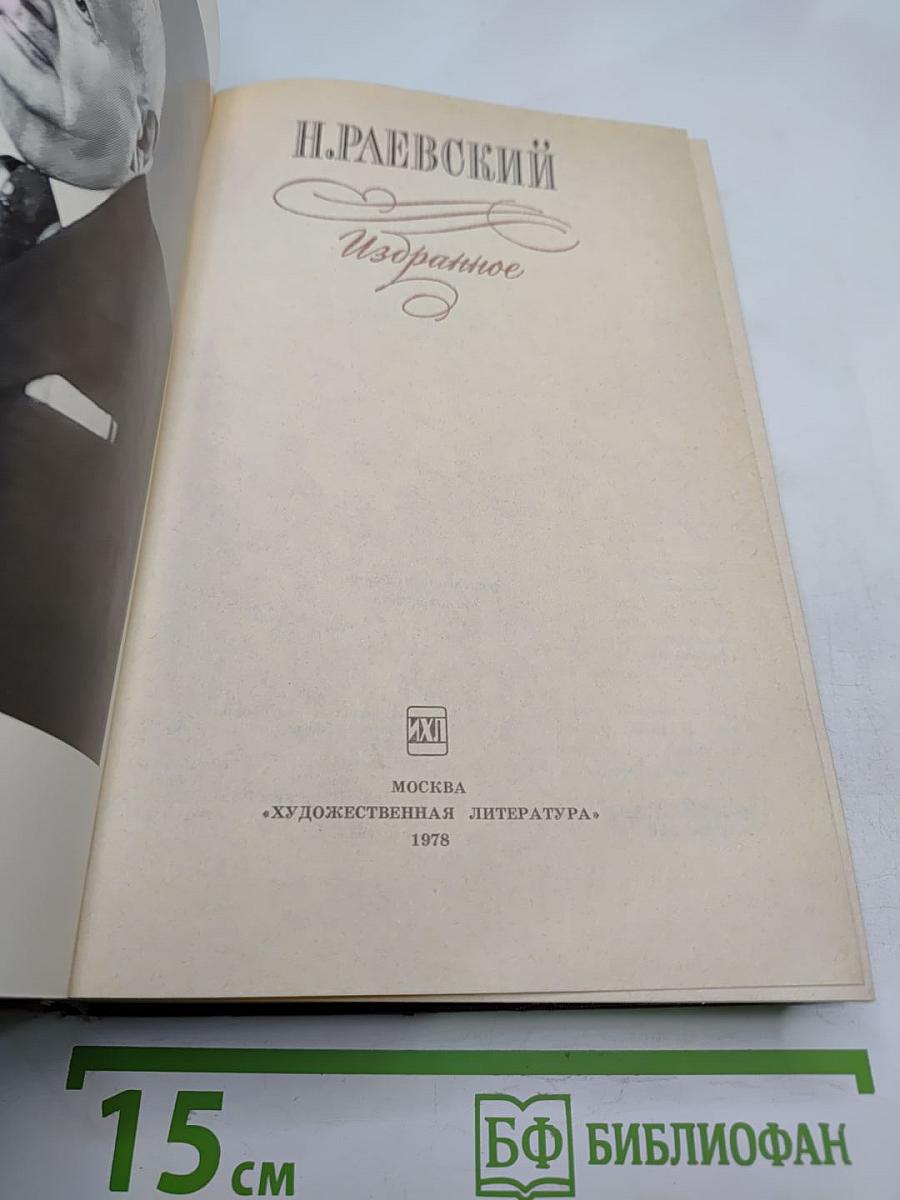 Н.РАЕВСКИЙ
Избранное
ИХЛ
МОСКВА
«ХУДОЖЕСТВЕННАЯ ЛИТЕРАТУРА»
1978
15 см
БФ БИБЛИОФАН